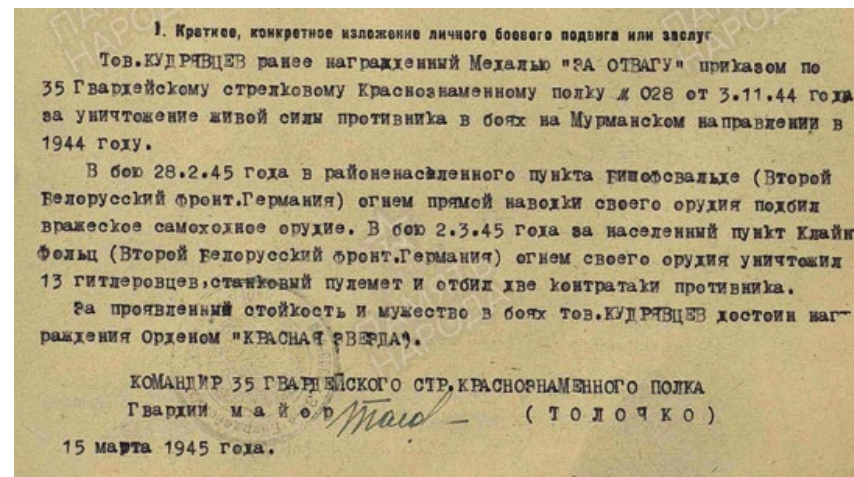 1. Краткое, конкретное изложение личного боевого подвига или заслуг
Тов.КУДРЯВЦЕВ ранее награжденный Медалью "ЗА ОТВАГУ" приказом по
35 Гвардейскому стрелковому Краснознаменному полку № 028 от 3.11.44 года
за уничтожение живой силы противника в боях на Мурманском направлении в
1944 году.
В бою 28.2.45 года в районенаселенного пункта Бишофсвальде (Второй
Белорусский фронт.Германия) огнем прямой наводки своего орудия подбил
вражеское самоходное орудие. В бою 2.3.45 года за населенный пункт Клайн
Фольц (Второй Белорусский фронт.Германия) огнем своего орудия уничтожил
13 гитлеровцев,станковый пулемет и отбил две контратаки противника.
За проявленный стойкость и мужество в боях тов.КУДРЯВЦЕВ достоин наг-
раждения Орденом "КРАСНАЯ ЗВЕЗДА".
КОМАНДИР 35 ГВАРДЕЙСКОГО СТР.КРАСНОЗНАМЕННОГО ПОЛКА
Гвардии майор (ТОЛОЧКО)
15 марта 1945 года.
ПАМЯТЬ НАРОДА